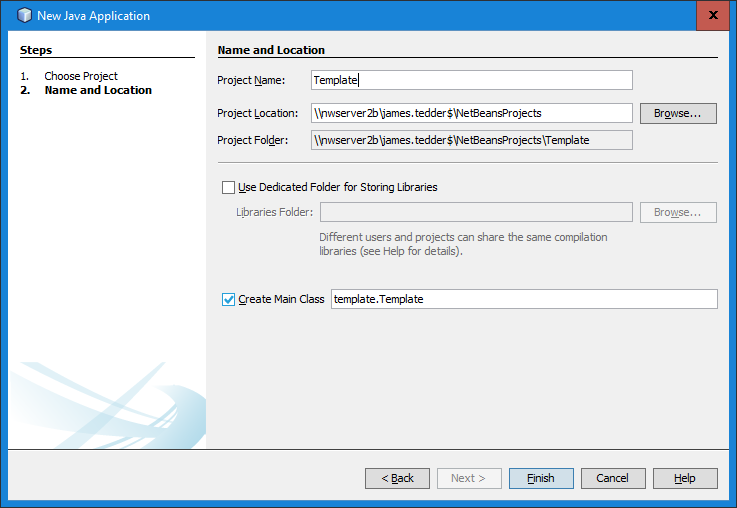 New Java Application
x
Steps
1. Choose Project
2. Name and Location
Name and Location
Project Name: Template
Project Location: \\nwserver2b\james.tedder$\NetBeansProjects Browse...
Project Folder: \\nwserver2b\james.tedder$\NetBeansProjects\Template
Use Dedicated Folder for Storing Libraries
Libraries Folder: Browse...
Different users and projects can share the same compilation
libraries (see Help for details).
Create Main Class template.Template
< Back Next > Finish Cancel Help